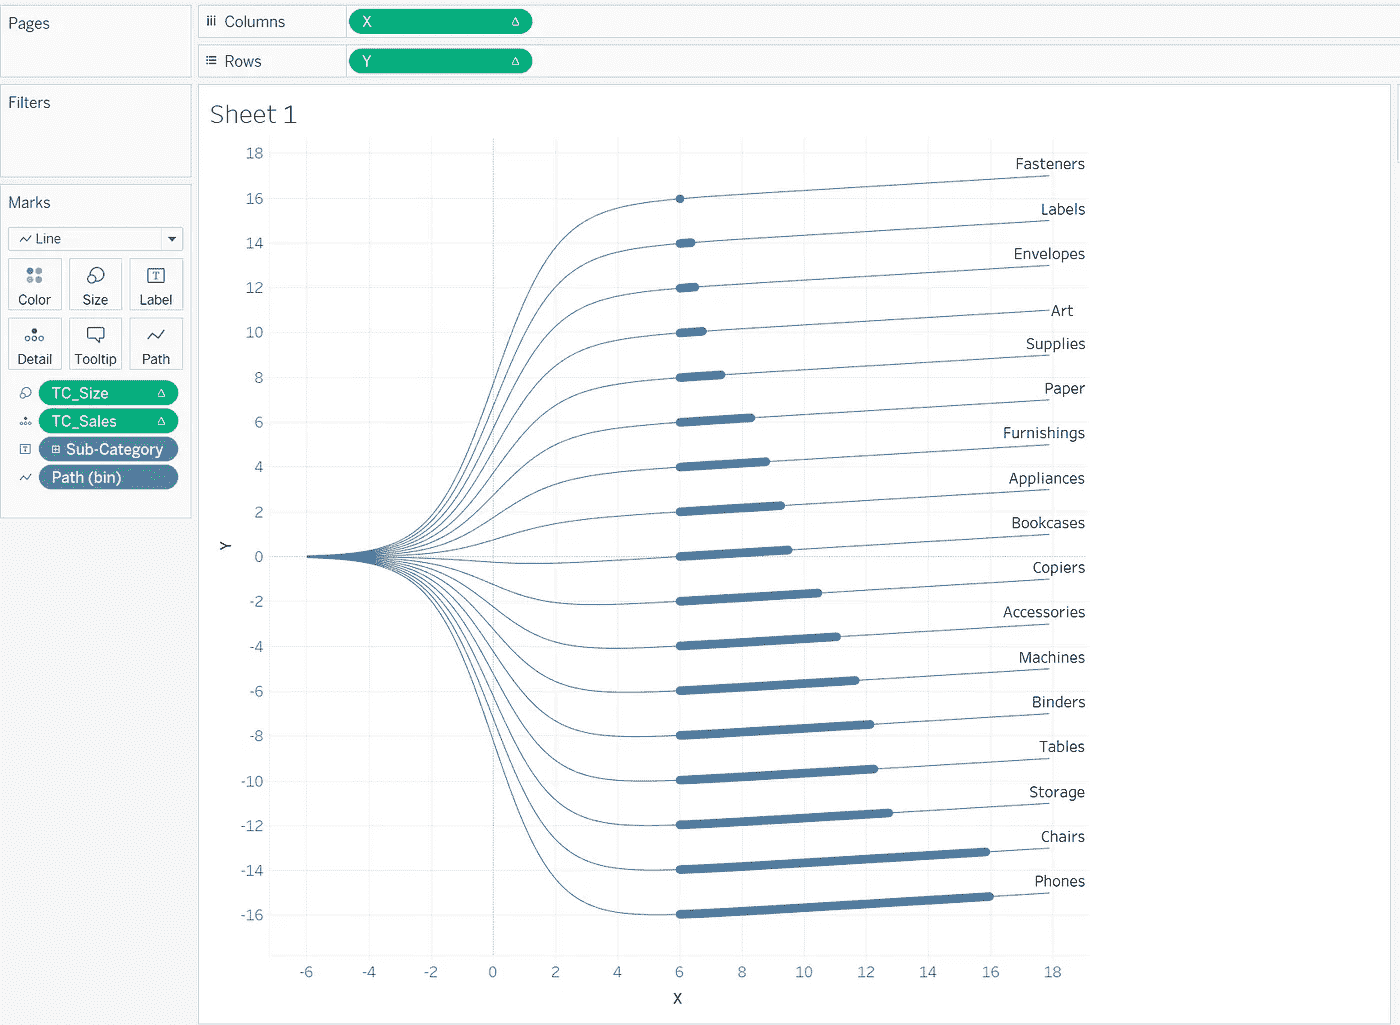 Pages
Columns
X
Rows
Y
Filters
Marks
Line
Color
Size
Label
Detail
Tooltip
Path
TC_Size
TC_Sales
Sub-Category
Path (bin)
Sheet 1
18
16
14
12
10
8
6
4
2
0
-2
-4
-6
-8
-10
-12
-14
-16
Y
Fasteners
Labels
Envelopes
Art
Supplies
Paper
Furnishings
Appliances
Bookcases
Copiers
Accessories
Machines
Binders
Tables
Storage
Chairs
Phones
-6 -4 -2 0 2 4 6 8 10 12 14 16 18
X